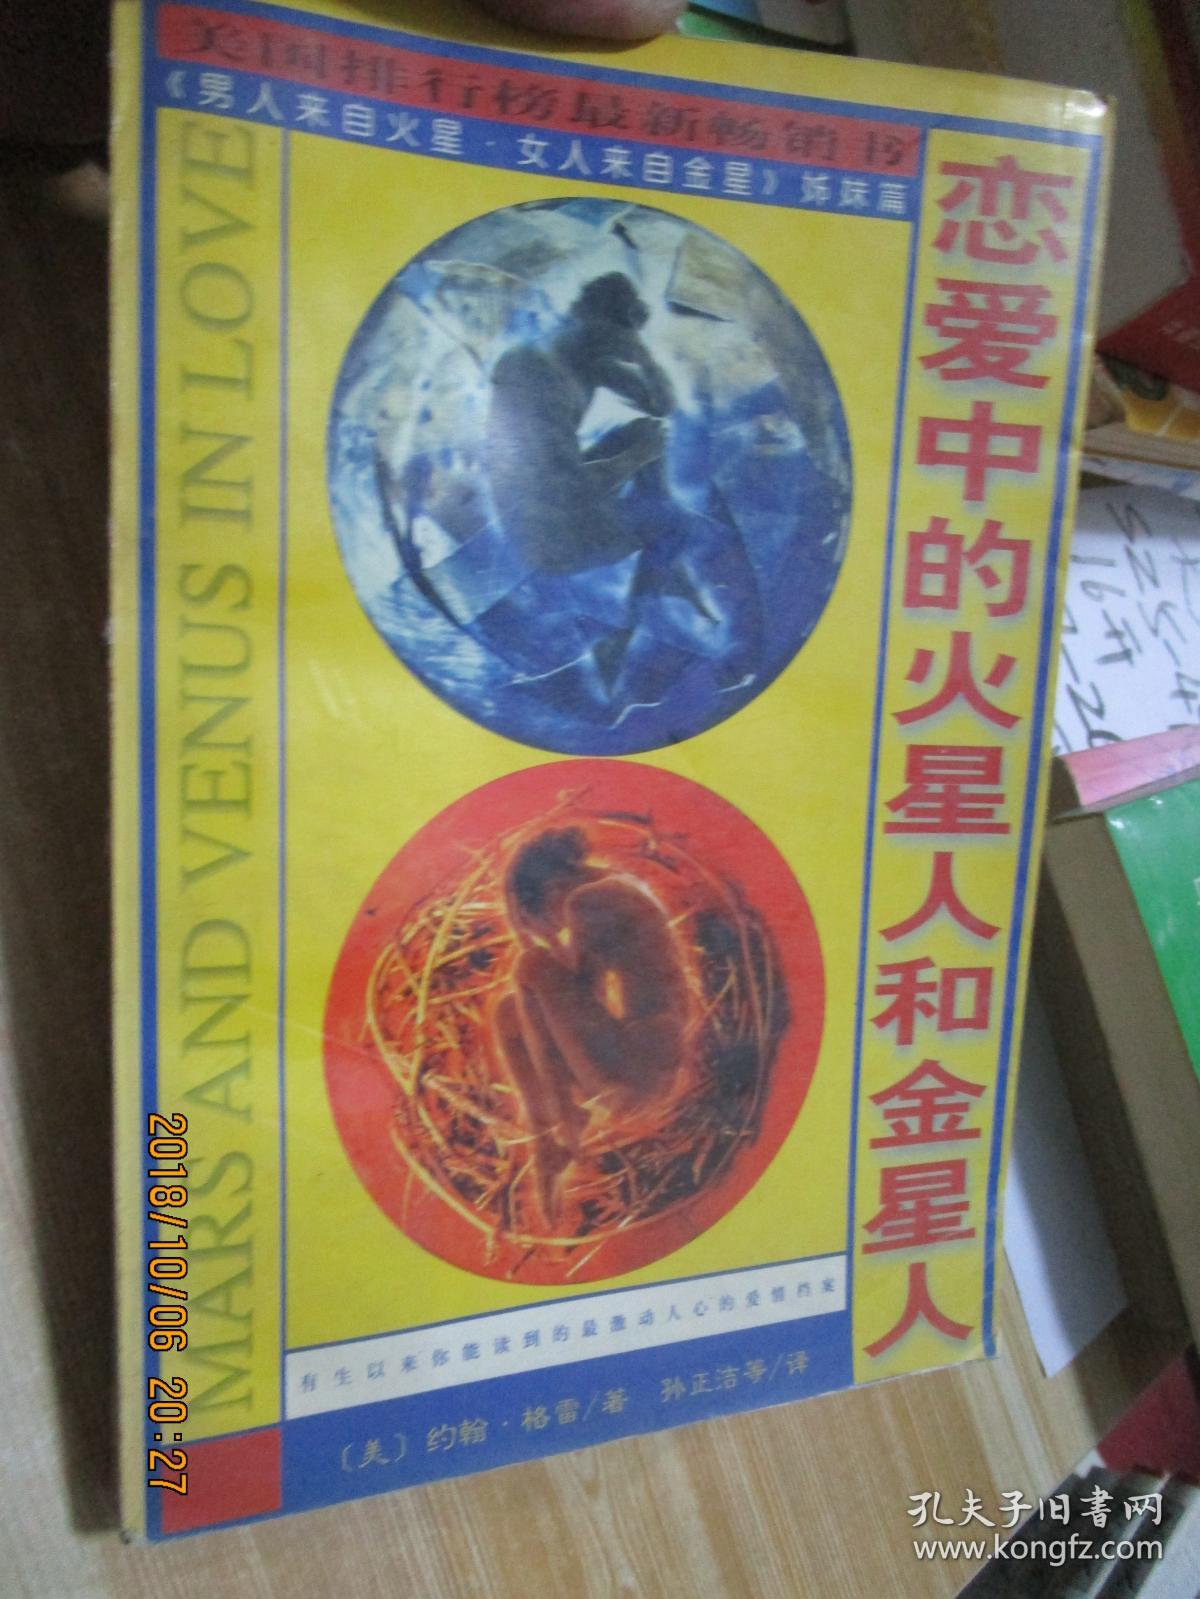 美国排行榜最新畅销书
《男人来自火星·女人来自金星》姊妹篇
恋爱中的火星人和金星人
MARS AND VENUS IN LOVE
有生以来你能读到的最激动人心的爱情档案
〔美〕约翰·格雷/著 孙正洁等/译
2018/10/06 20:27
孔夫子旧书网
www.kongfz.com